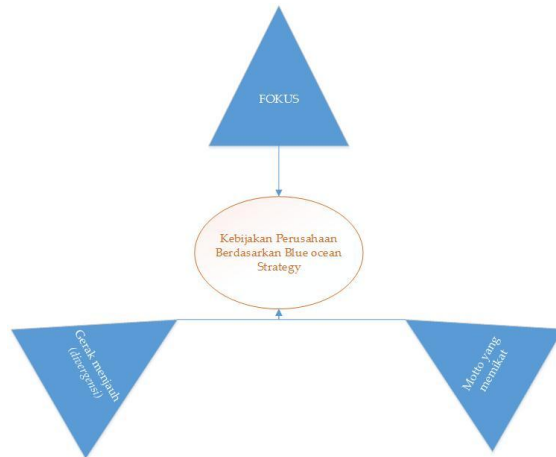 FOKUS
Kebijakan Perusahaan
Berdasarkan Blue ocean
Strategy
Gerak menjauh
(divergensi)
Motto yang
memikat